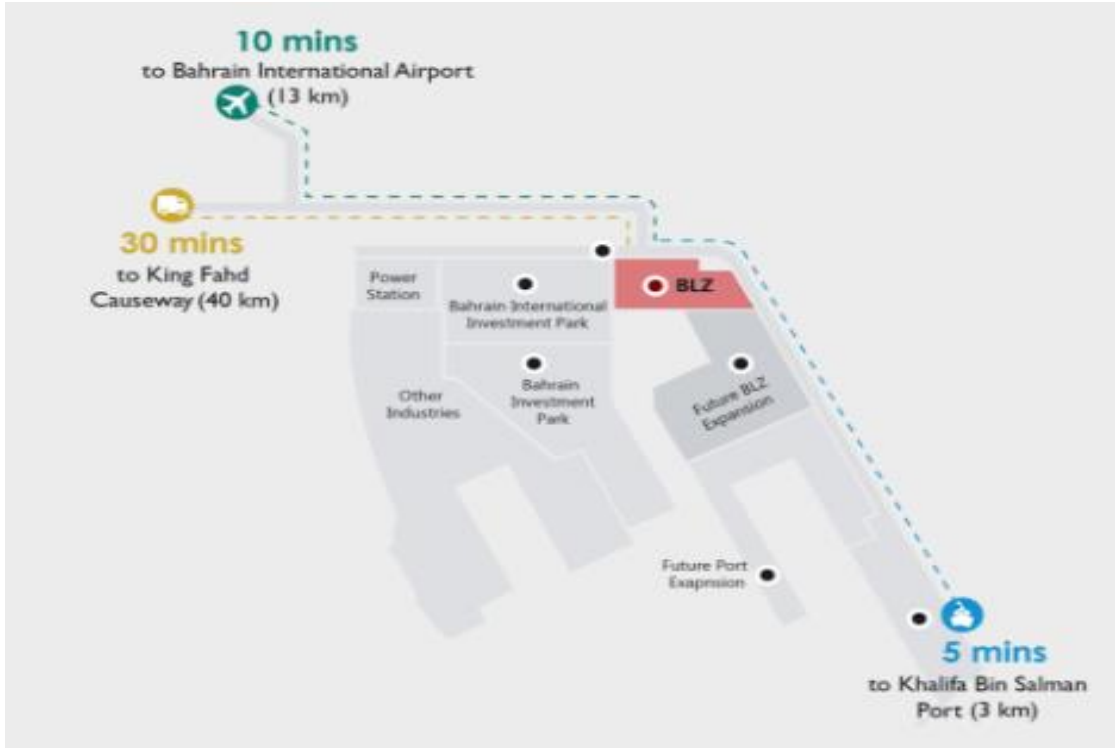 10 mins
to Bahrain International Airport
(13 km)
30 mins
to King Fahd
Causeway (40 km)
Power
Station
Bahrain International
Investment Park
BLZ
Other
Industries
Bahrain
Investment
Park
Future BLZ
Expansion
Future Port
Exapnsion
5 mins
to Khalifa Bin Salman
Port (3 km)